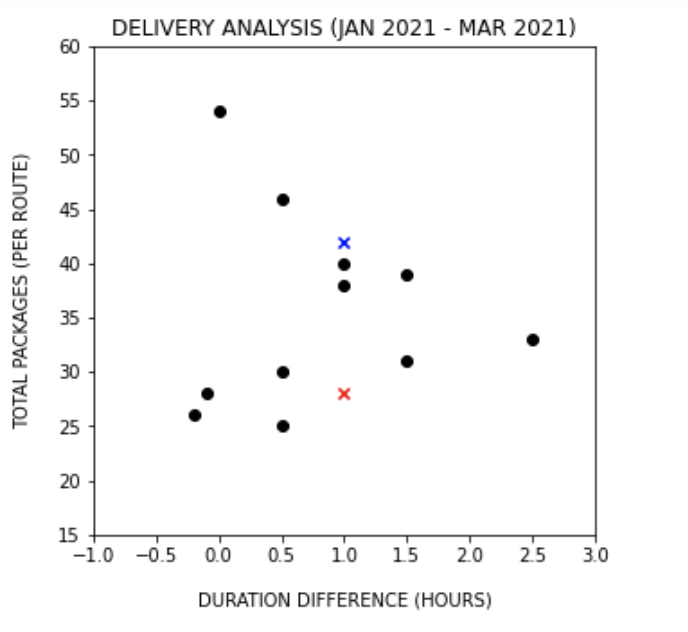 DELIVERY ANALYSIS (JAN 2021 - MAR 2021)
60
55
50
45
40
35
30
25
20
15
TOTAL PACKAGES (PER ROUTE)
−1.0 −0.5 0.0 0.5 1.0 1.5 2.0 2.5 3.0
DURATION DIFFERENCE (HOURS)